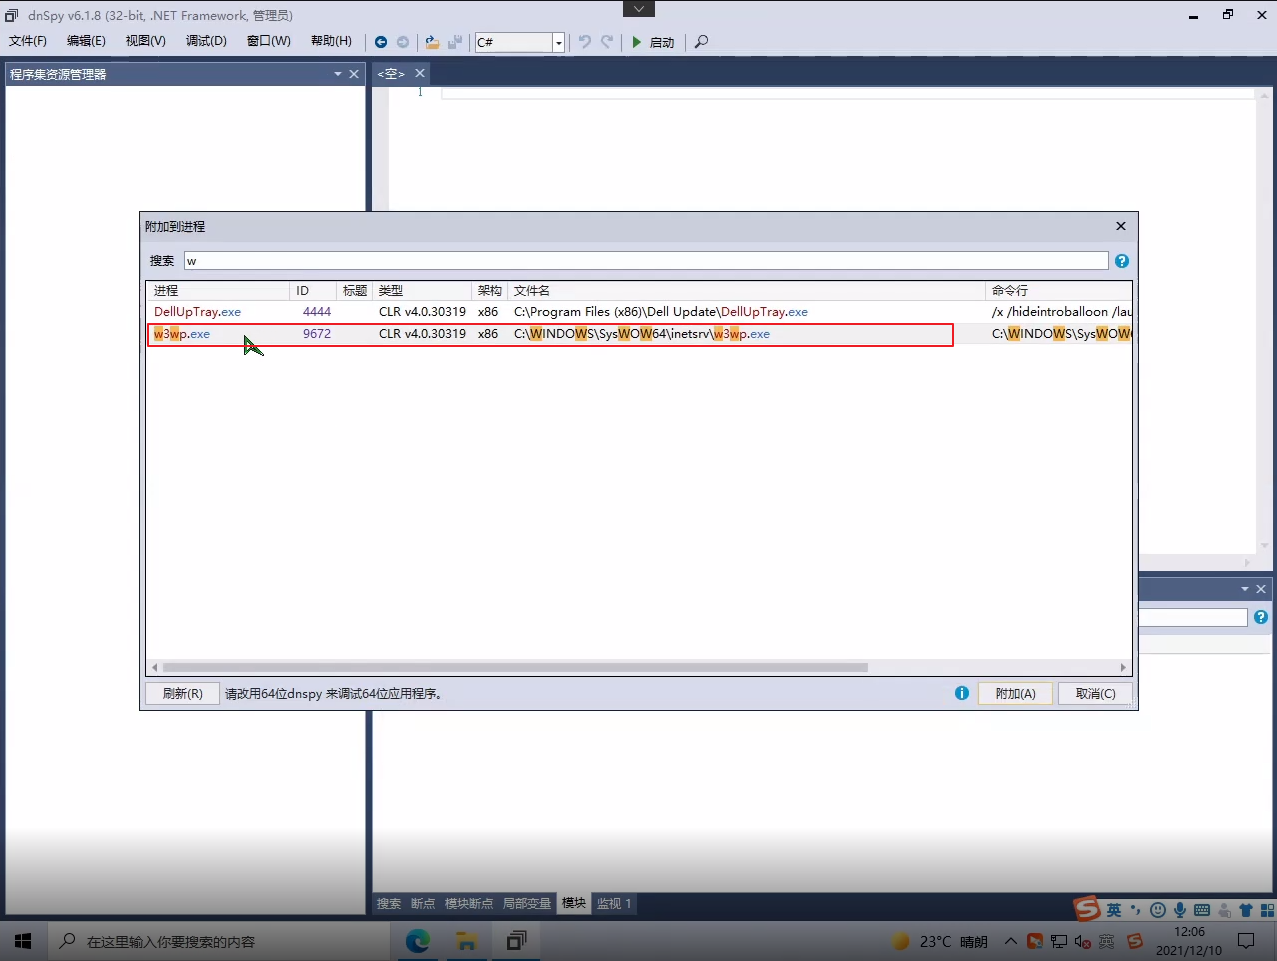 dnSpy v6.1.8 (32-bit, .NET Framework, 管理员)
文件(F) 编辑(E) 视图(V) 调试(D) 窗口(W) 帮助(H) C# 启动
程序集资源管理器 <空>
1
附加到进程
搜索 w
进程 ID 标题 类型 架构 文件名 命令行
DellUpTray.exe 4444 CLR v4.0.30319 x86 C:\Program Files (x86)\Dell Update\DellUpTray.exe /x /hideintroballoon /lau
w3wp.exe 9672 CLR v4.0.30319 x86 C:\WINDOWS\SysWOW64\inetsrv\w3wp.exe C:\WINDOWS\SysWOW
刷新(R) 请改用64位dnspy 来调试64位应用程序。 附加(A) 取消(C)
搜索 断点 模块断点 局部变量 模块 监视 1
英
在这里输入你要搜索的内容 23°C 晴朗 英 12:06
2021/12/10